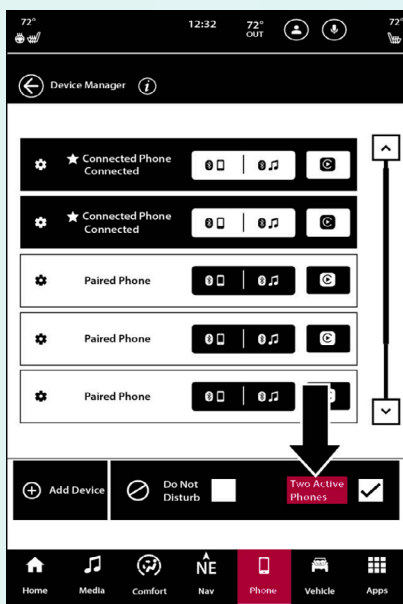 72°
12:32
72°
OUT
72°
Device Manager
Connected Phone
Connected
Connected Phone
Connected
Paired Phone
Paired Phone
Paired Phone
Add Device
Do Not
Disturb
Two Active
Phones
NE
Home
Media
Comfort
Nav
Phone
Vehicle
Apps